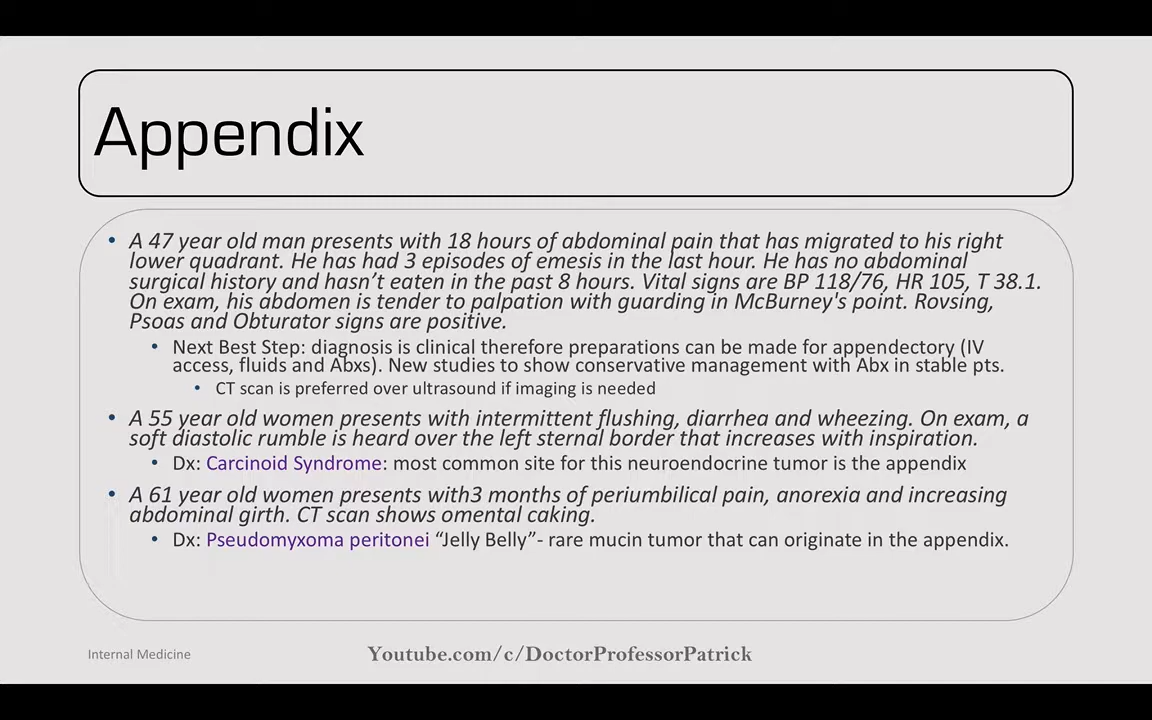 Appendix
• A 47 year old man presents with 18 hours of abdominal pain that has migrated to his right
lower quadrant. He has had 3 episodes of emesis in the last hour. He has no abdominal
surgical history and hasn’t eaten in the past 8 hours. Vital signs are BP 118/76, HR 105, T 38.1.
On exam, his abdomen is tender to palpation with guarding in McBurney's point. Rovsing,
Psoas and Obturator signs are positive.
• Next Best Step: diagnosis is clinical therefore preparations can be made for appendectory (IV
access, fluids and Abxs). New studies to show conservative management with Abx in stable pts.
• CT scan is preferred over ultrasound if imaging is needed
• A 55 year old women presents with intermittent flushing, diarrhea and wheezing. On exam, a
soft diastolic rumble is heard over the left sternal border that increases with inspiration.
• Dx: Carcinoid Syndrome: most common site for this neuroendocrine tumor is the appendix
• A 61 year old women presents with3 months of periumbilical pain, anorexia and increasing
abdominal girth. CT scan shows omental caking.
• Dx: Pseudomyxoma peritonei “Jelly Belly”- rare mucin tumor that can originate in the appendix.
Internal Medicine
Youtube.com/c/DoctorProfessorPatrick